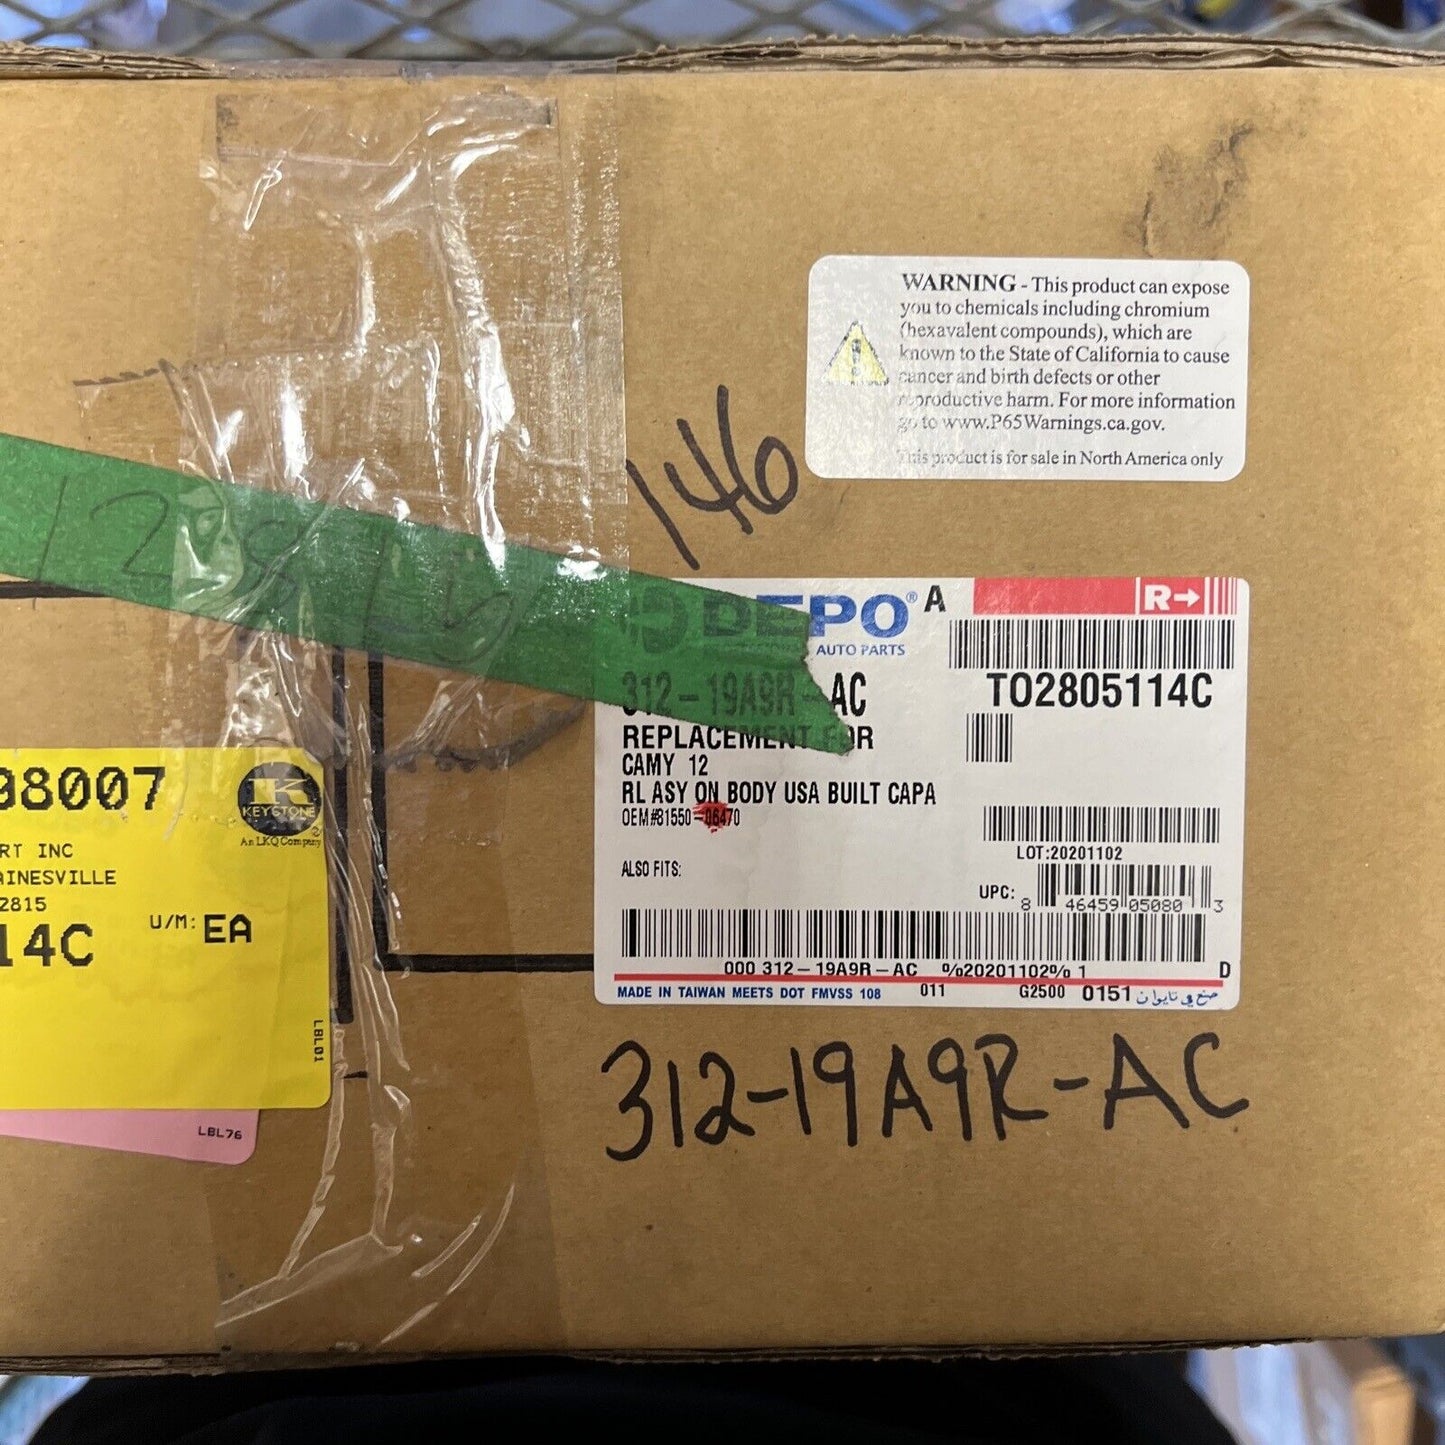 WARNING - This product can expose
you to chemicals including chromium
(hexavalent compounds), which are
known to the State of California to cause
cancer and birth defects or other
reproductive harm. For more information
go to www.P65Warnings.ca.gov.
This product is for sale in North America only
146
DEPO® A R→
AUTO PARTS
312-19A9R-AC
TO2805114C
REPLACEMENT FOR
CAMY 12
RL ASY ON BODY USA BUILT CAPA
OEM#81550-06470
LOT:20201102
ALSO FITS:
UPC: 8 46459 05080 3
000 312-19A9R-AC %20201102% 1 D
MADE IN TAIWAN MEETS DOT FMVSS 108 011 G2500 0151 صنع في تايوان
312-19A9R-AC
98007
K
KEYSTONE
An LKQ Company
RT INC
AINESVILLE
2815
U/M: EA
14C
LBL01
LBL76